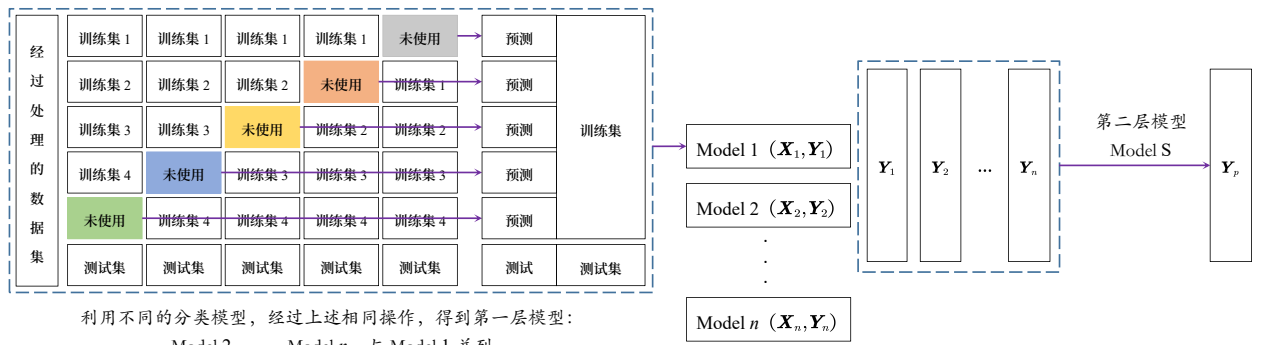 经过处理的数据集
训练集 1 训练集 1 训练集 1 训练集 1 未使用 预测
训练集 2 训练集 2 训练集 2 未使用 训练集 1 预测
训练集 3 训练集 3 未使用 训练集 2 训练集 2 预测
训练集 4 未使用 训练集 3 训练集 3 训练集 3 预测
未使用 训练集 4 训练集 4 训练集 4 训练集 4 预测
训练集
测试集 测试集 测试集 测试集 测试集 测试 测试集
利用不同的分类模型，经过上述相同操作，得到第一层模型：
Model 1（X₁,Y₁）
Model 2（X₂,Y₂）
Model n（Xₙ,Yₙ）
Y₁ Y₂ ··· Yₙ
第二层模型
Model S
Yₚ